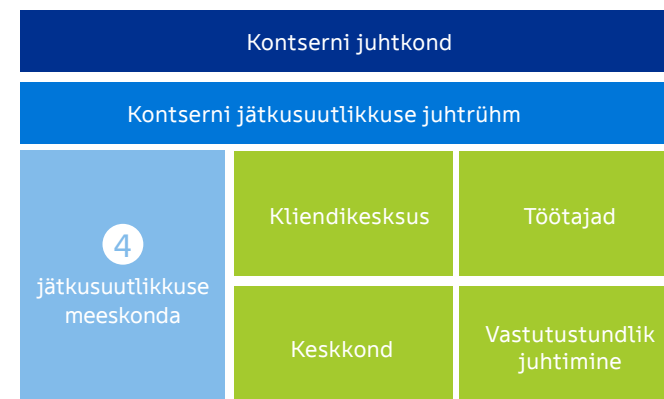 Kontserni juhtkond
Kontserni jätkusuutlikkuse juhtrühm
4
jätkusuutlikkuse
meeskonda
Kliendikesksus
Töötajad
Keskkond
Vastutustundlik
juhtimine